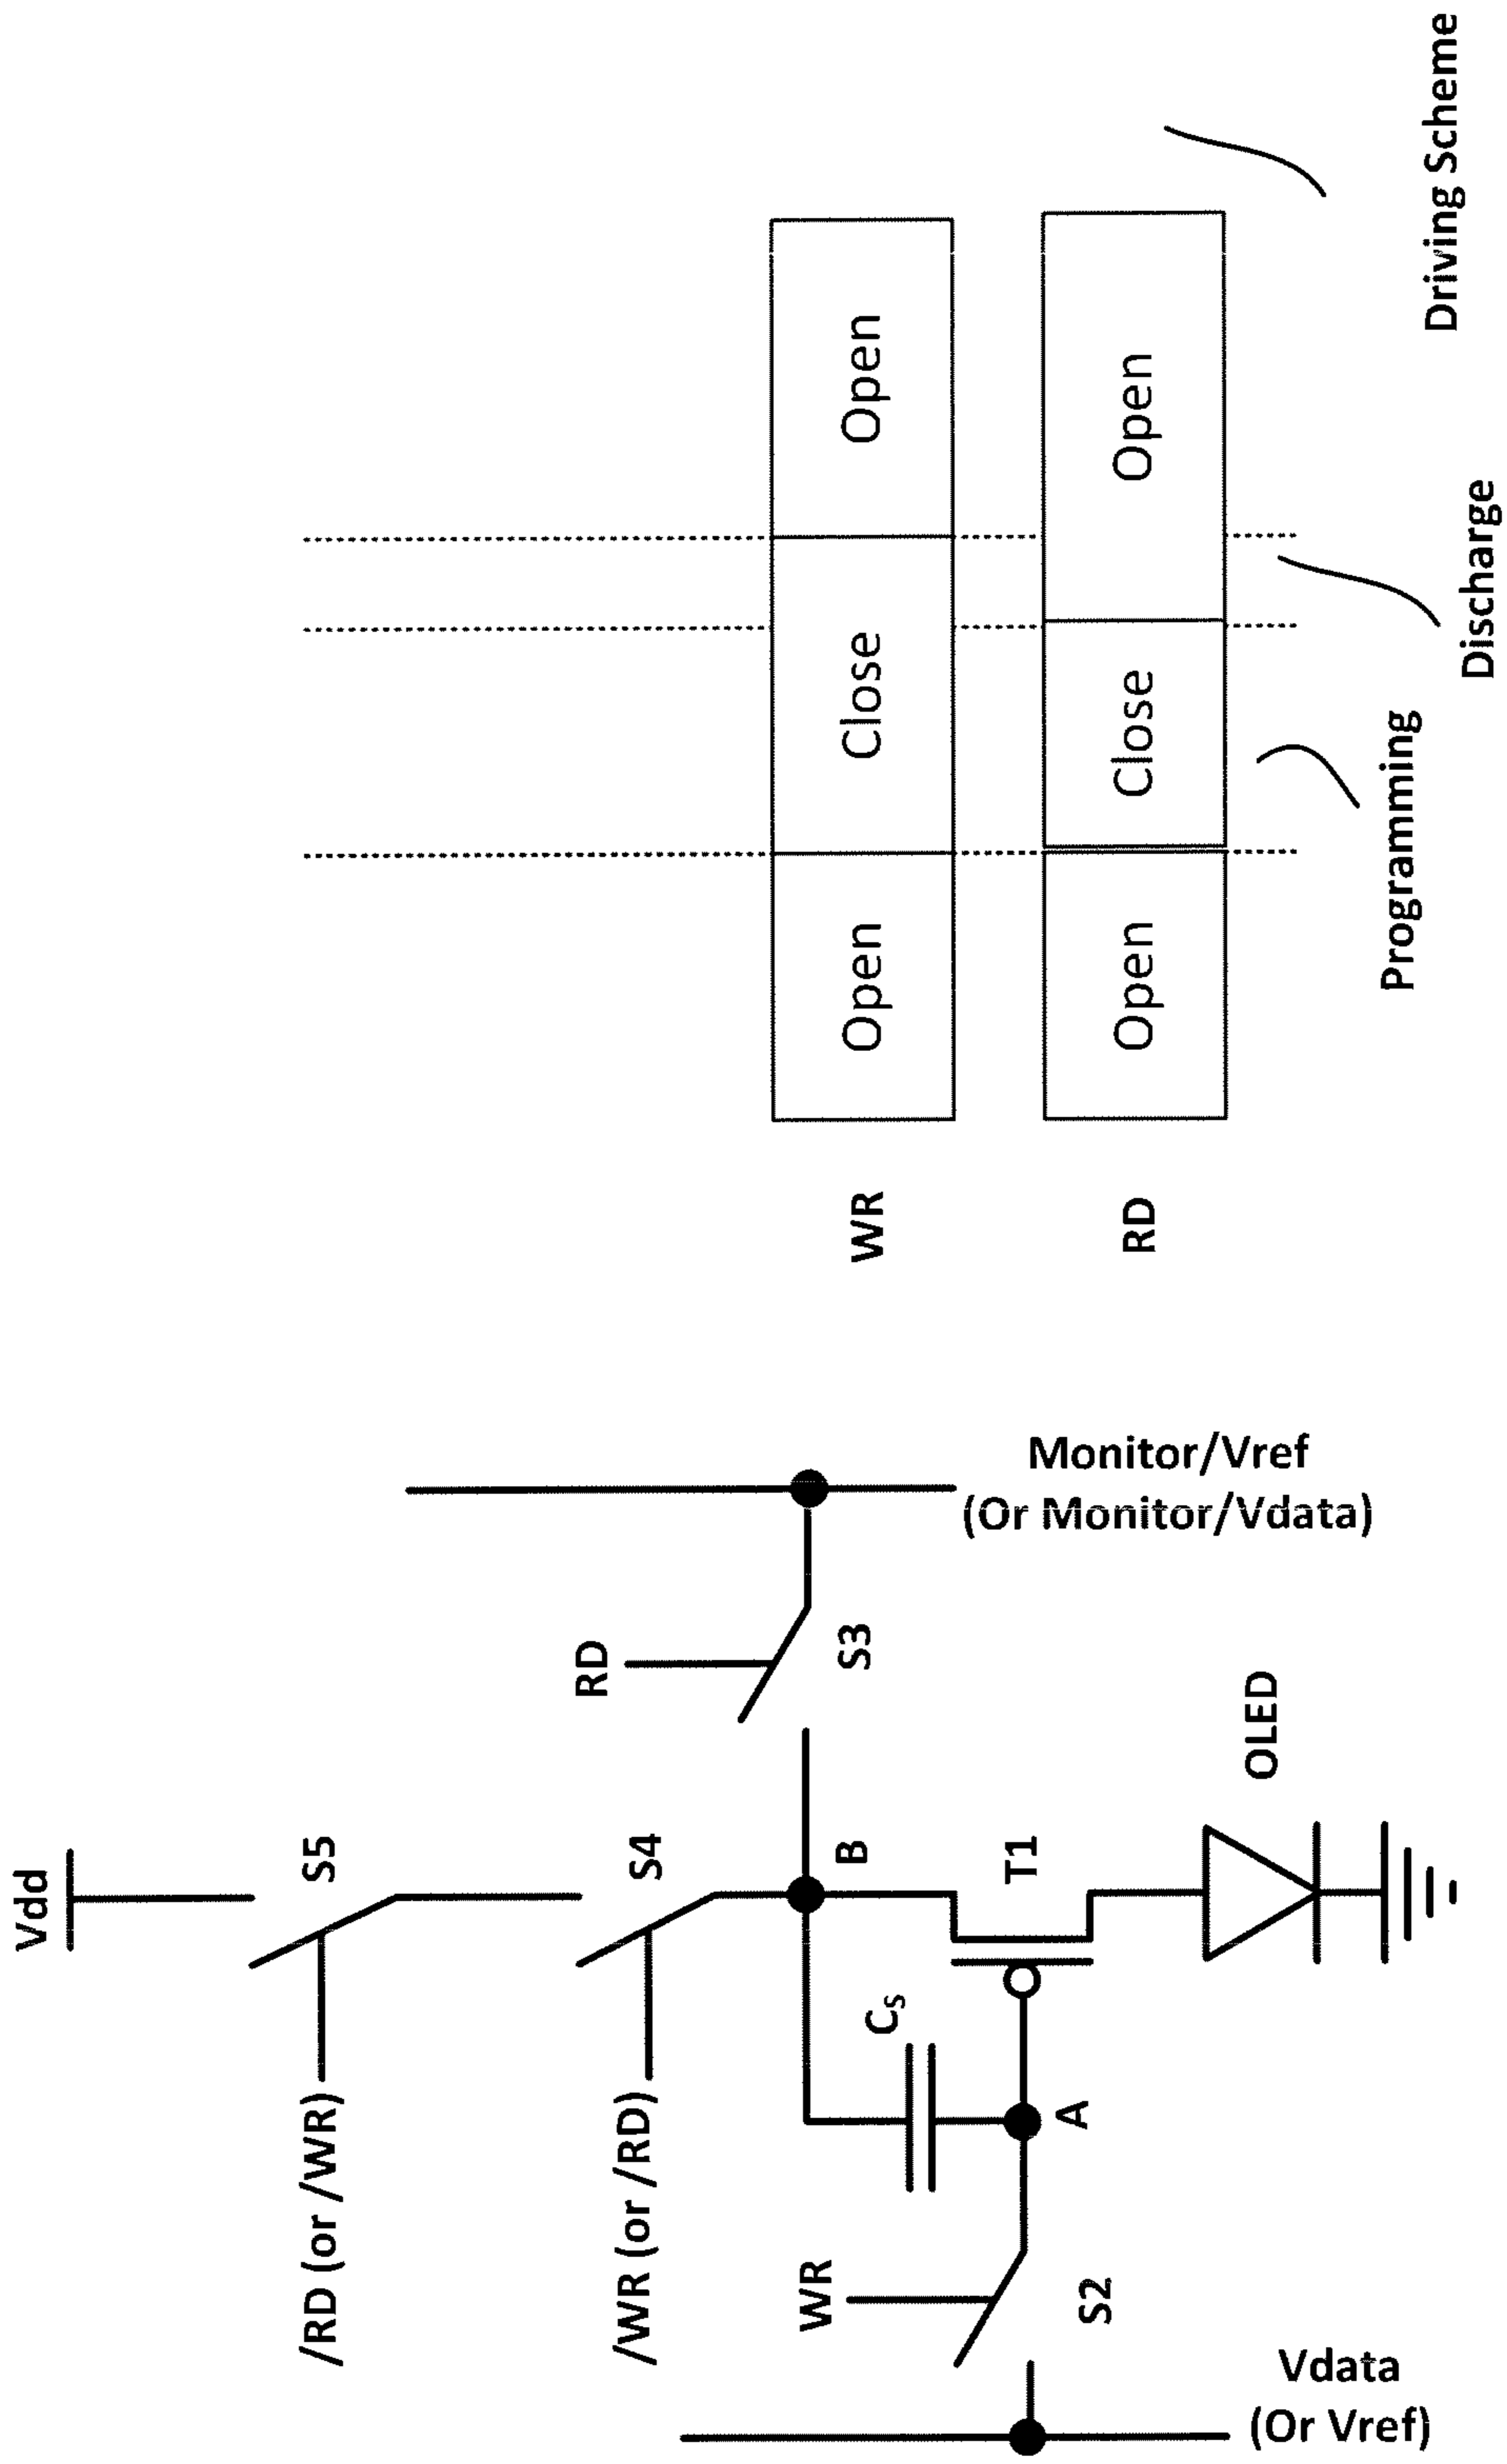 Vdd
/RD (or /WR)
S5
/WR (or /RD)
S4
RD
S3
WR
S2
Cs
B
A
T1
OLED
Vdata
(Or Vref)
Monitor/Vref
(Or Monitor/Vdata)
WR
Open
Close
Open
RD
Open
Close
Open
Programming
Discharge
Driving Scheme